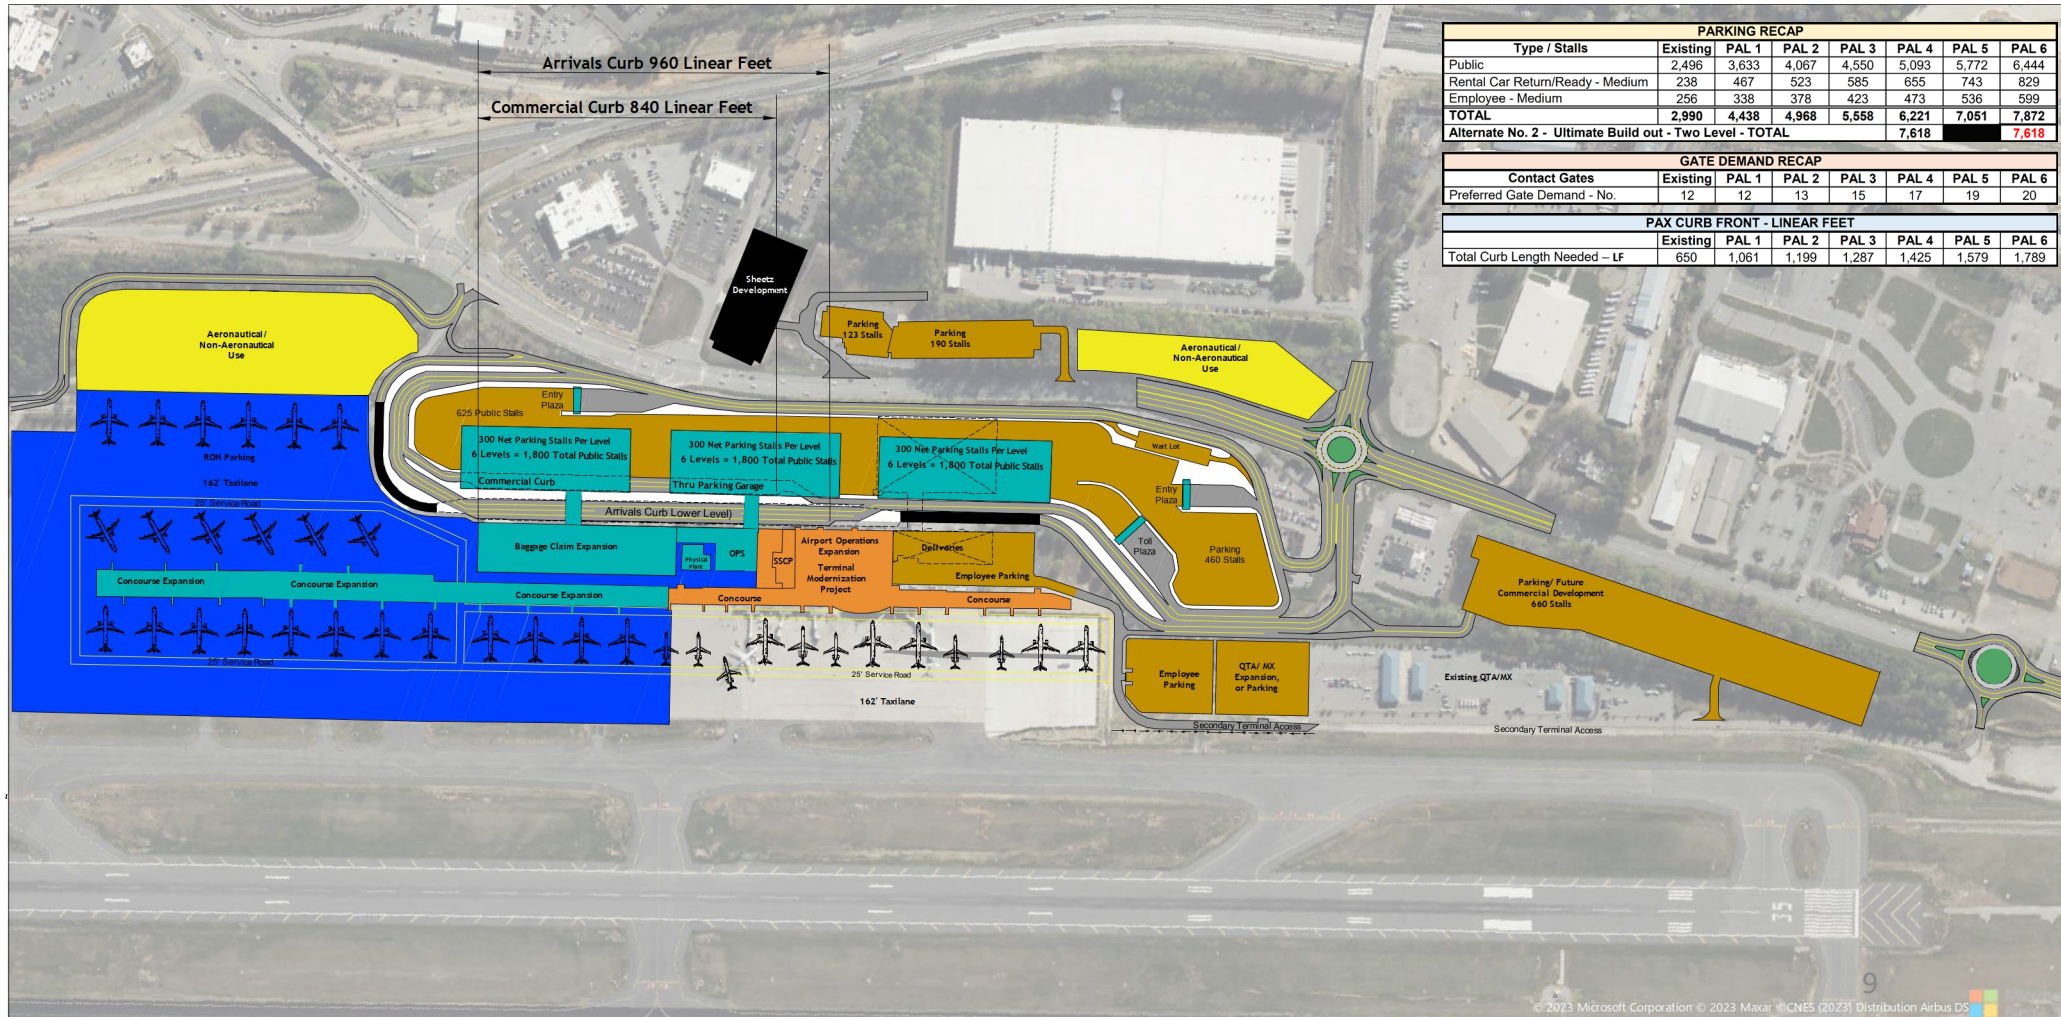 Arrivals Curb 960 Linear Feet
Commercial Curb 840 Linear Feet
PARKING RECAP
Type / Stalls Existing PAL 1 PAL 2 PAL 3 PAL 4 PAL 5 PAL 6
Public 2,496 3,633 4,067 4,550 5,093 5,772 6,444
Rental Car Return/Ready - Medium 238 467 523 585 655 743 829
Employee - Medium 256 338 378 423 473 536 599
TOTAL 2,990 4,438 4,968 5,558 6,221 7,051 7,872
Alternate No. 2 - Ultimate Build out - Two Level - TOTAL 7,618 7,618
GATE DEMAND RECAP
Contact Gates Existing PAL 1 PAL 2 PAL 3 PAL 4 PAL 5 PAL 6
Preferred Gate Demand - No. 12 12 13 15 17 19 20
PAX CURB FRONT - LINEAR FEET
Existing PAL 1 PAL 2 PAL 3 PAL 4 PAL 5 PAL 6
Total Curb Length Needed – LF 650 1,061 1,199 1,287 1,425 1,579 1,789
Sheetz
Development
Aeronautical/
Non-Aeronautical
Use
Parking
123 Stalls
Parking
190 Stalls
Aeronautical/
Non-Aeronautical
Use
Entry
Plaza
625 Public Stalls
300 Net Parking Stalls Per Level
6 Levels = 1,800 Total Public Stalls
300 Net Parking Stalls Per Level
6 Levels = 1,800 Total Public Stalls
300 Net Parking Stalls Per Level
6 Levels = 1,800 Total Public Stalls
Wait Lot
RON Parking
162' Taxilane
25' Service Road
Commercial Curb
Thru Parking Garage
Entry
Plaza
Arrivals Curb Lower Level)
Toll
Plaza
Parking
460 Stalls
Baggage Claim Expansion
Physical
Plant
OPS
SSCP
Airport Operations
Expansion
Terminal
Modernization
Project
Deliveries
Employee Parking
Concourse Expansion
Concourse Expansion
Concourse Expansion
Concourse
Concourse
Parking/ Future
Commercial Development
660 Stalls
25' Service Road
25' Service Road
162' Taxilane
Employee
Parking
QTA/ MX
Expansion,
or Parking
Existing QTA/MX
Secondary Terminal Access
Secondary Terminal Access
35
9
© 2023 Microsoft Corporation © 2023 Maxar ©CNES (2023) Distribution Airbus DS